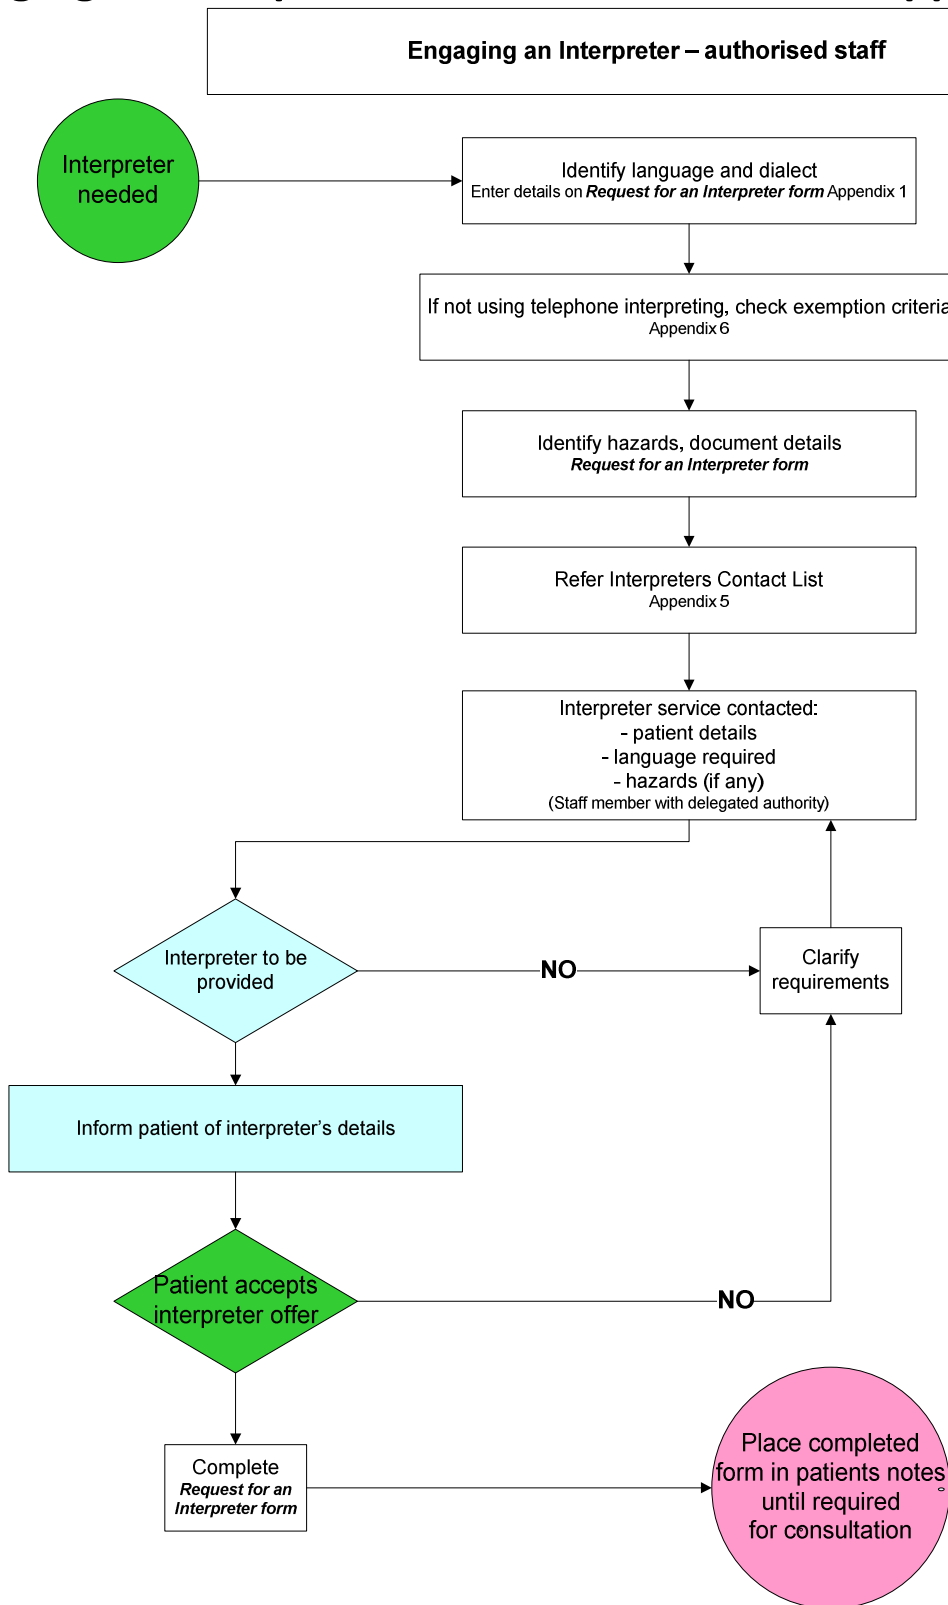 Engaging an Interpreter – authorised staff
Interpreter
needed
Identify language and dialect
Enter details on Request for an Interpreter form Appendix 1
If not using telephone interpreting, check exemption criteria
Appendix 6
Identify hazards, document details
Request for an Interpreter form
Refer Interpreters Contact List
Appendix 5
Interpreter service contacted:
- patient details
- language required
- hazards (if any)
(Staff member with delegated authority)
Interpreter to be
provided
NO
Clarify
requirements
Inform patient of interpreter's details
Patient accepts
interpreter offer
NO
Complete
Request for an
Interpreter form
Place completed
form in patients notes
until required
for consultation